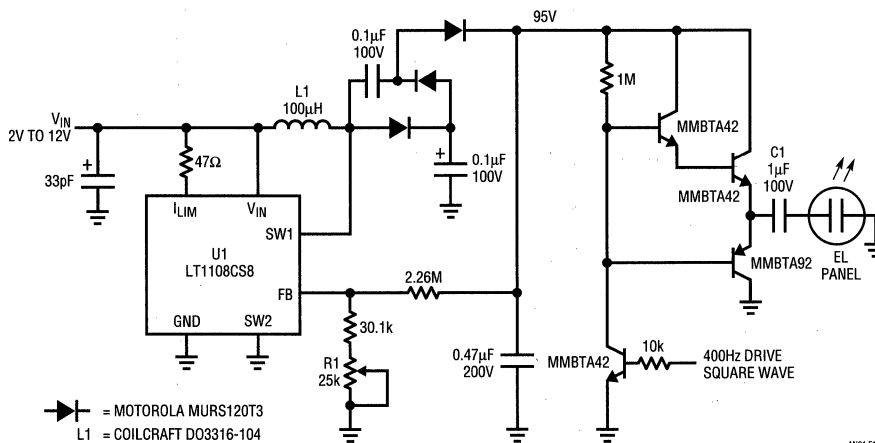 95V
0.1µF
100V
L1
100µH
1M
V_IN
2V TO 12V
MMBTA42
C1
1µF
100V
47Ω
+
33pF
+
0.1µF
100V
MMBTA42
I_LIM
V_IN
SW1
U1
LT1108CS8
2.26M
MMBTA92
EL
PANEL
FB
30.1k
GND
SW2
R1
25k
0.47µF
200V
MMBTA42
10k
400Hz DRIVE
SQUARE WAVE
= MOTOROLA MURS120T3
L1 = COILCRAFT DO3316-104